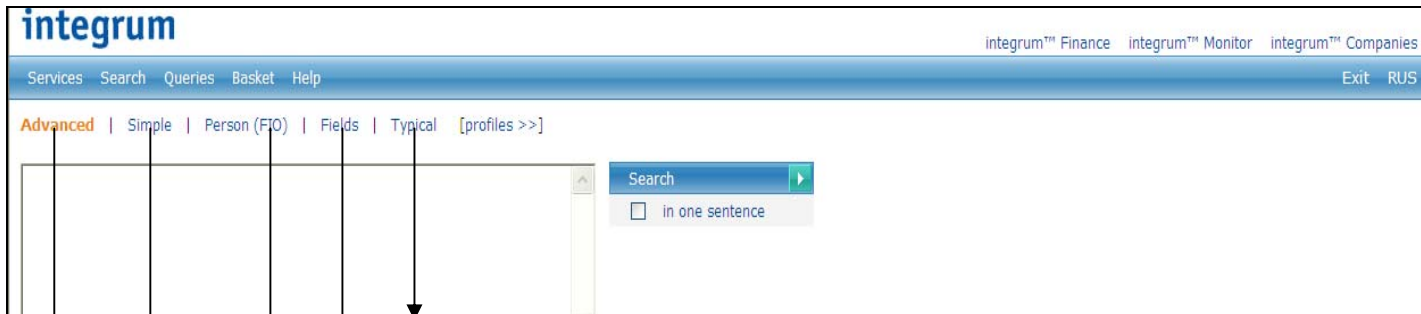 integrum
integrum™ Finance integrum™ Monitor integrum™ Companies
Services Search Queries Basket Help Exit RUS
Advanced | Simple | Person (FIO) | Fields | Typical [profiles >>]
Search
in one sentence